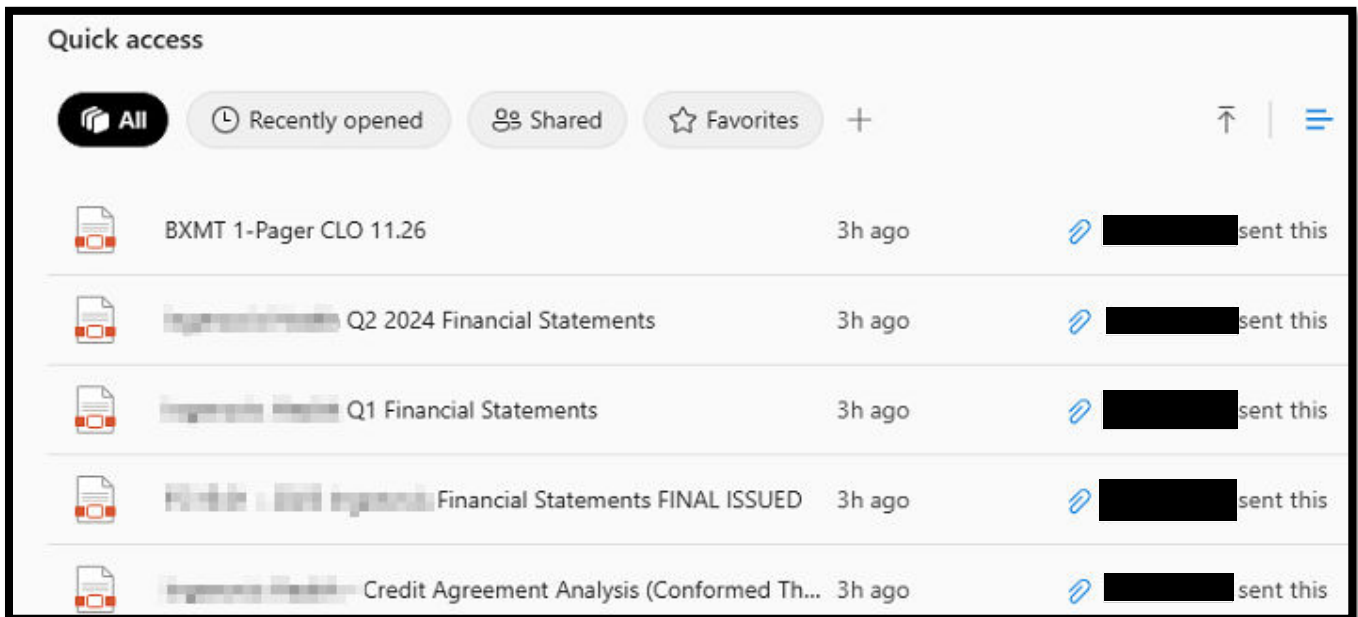 Quick access
All Recently opened Shared Favorites
BXMT 1-Pager CLO 11.26 3h ago sent this
Q2 2024 Financial Statements 3h ago sent this
Q1 Financial Statements 3h ago sent this
Financial Statements FINAL ISSUED 3h ago sent this
Credit Agreement Analysis (Conformed Th... 3h ago sent this